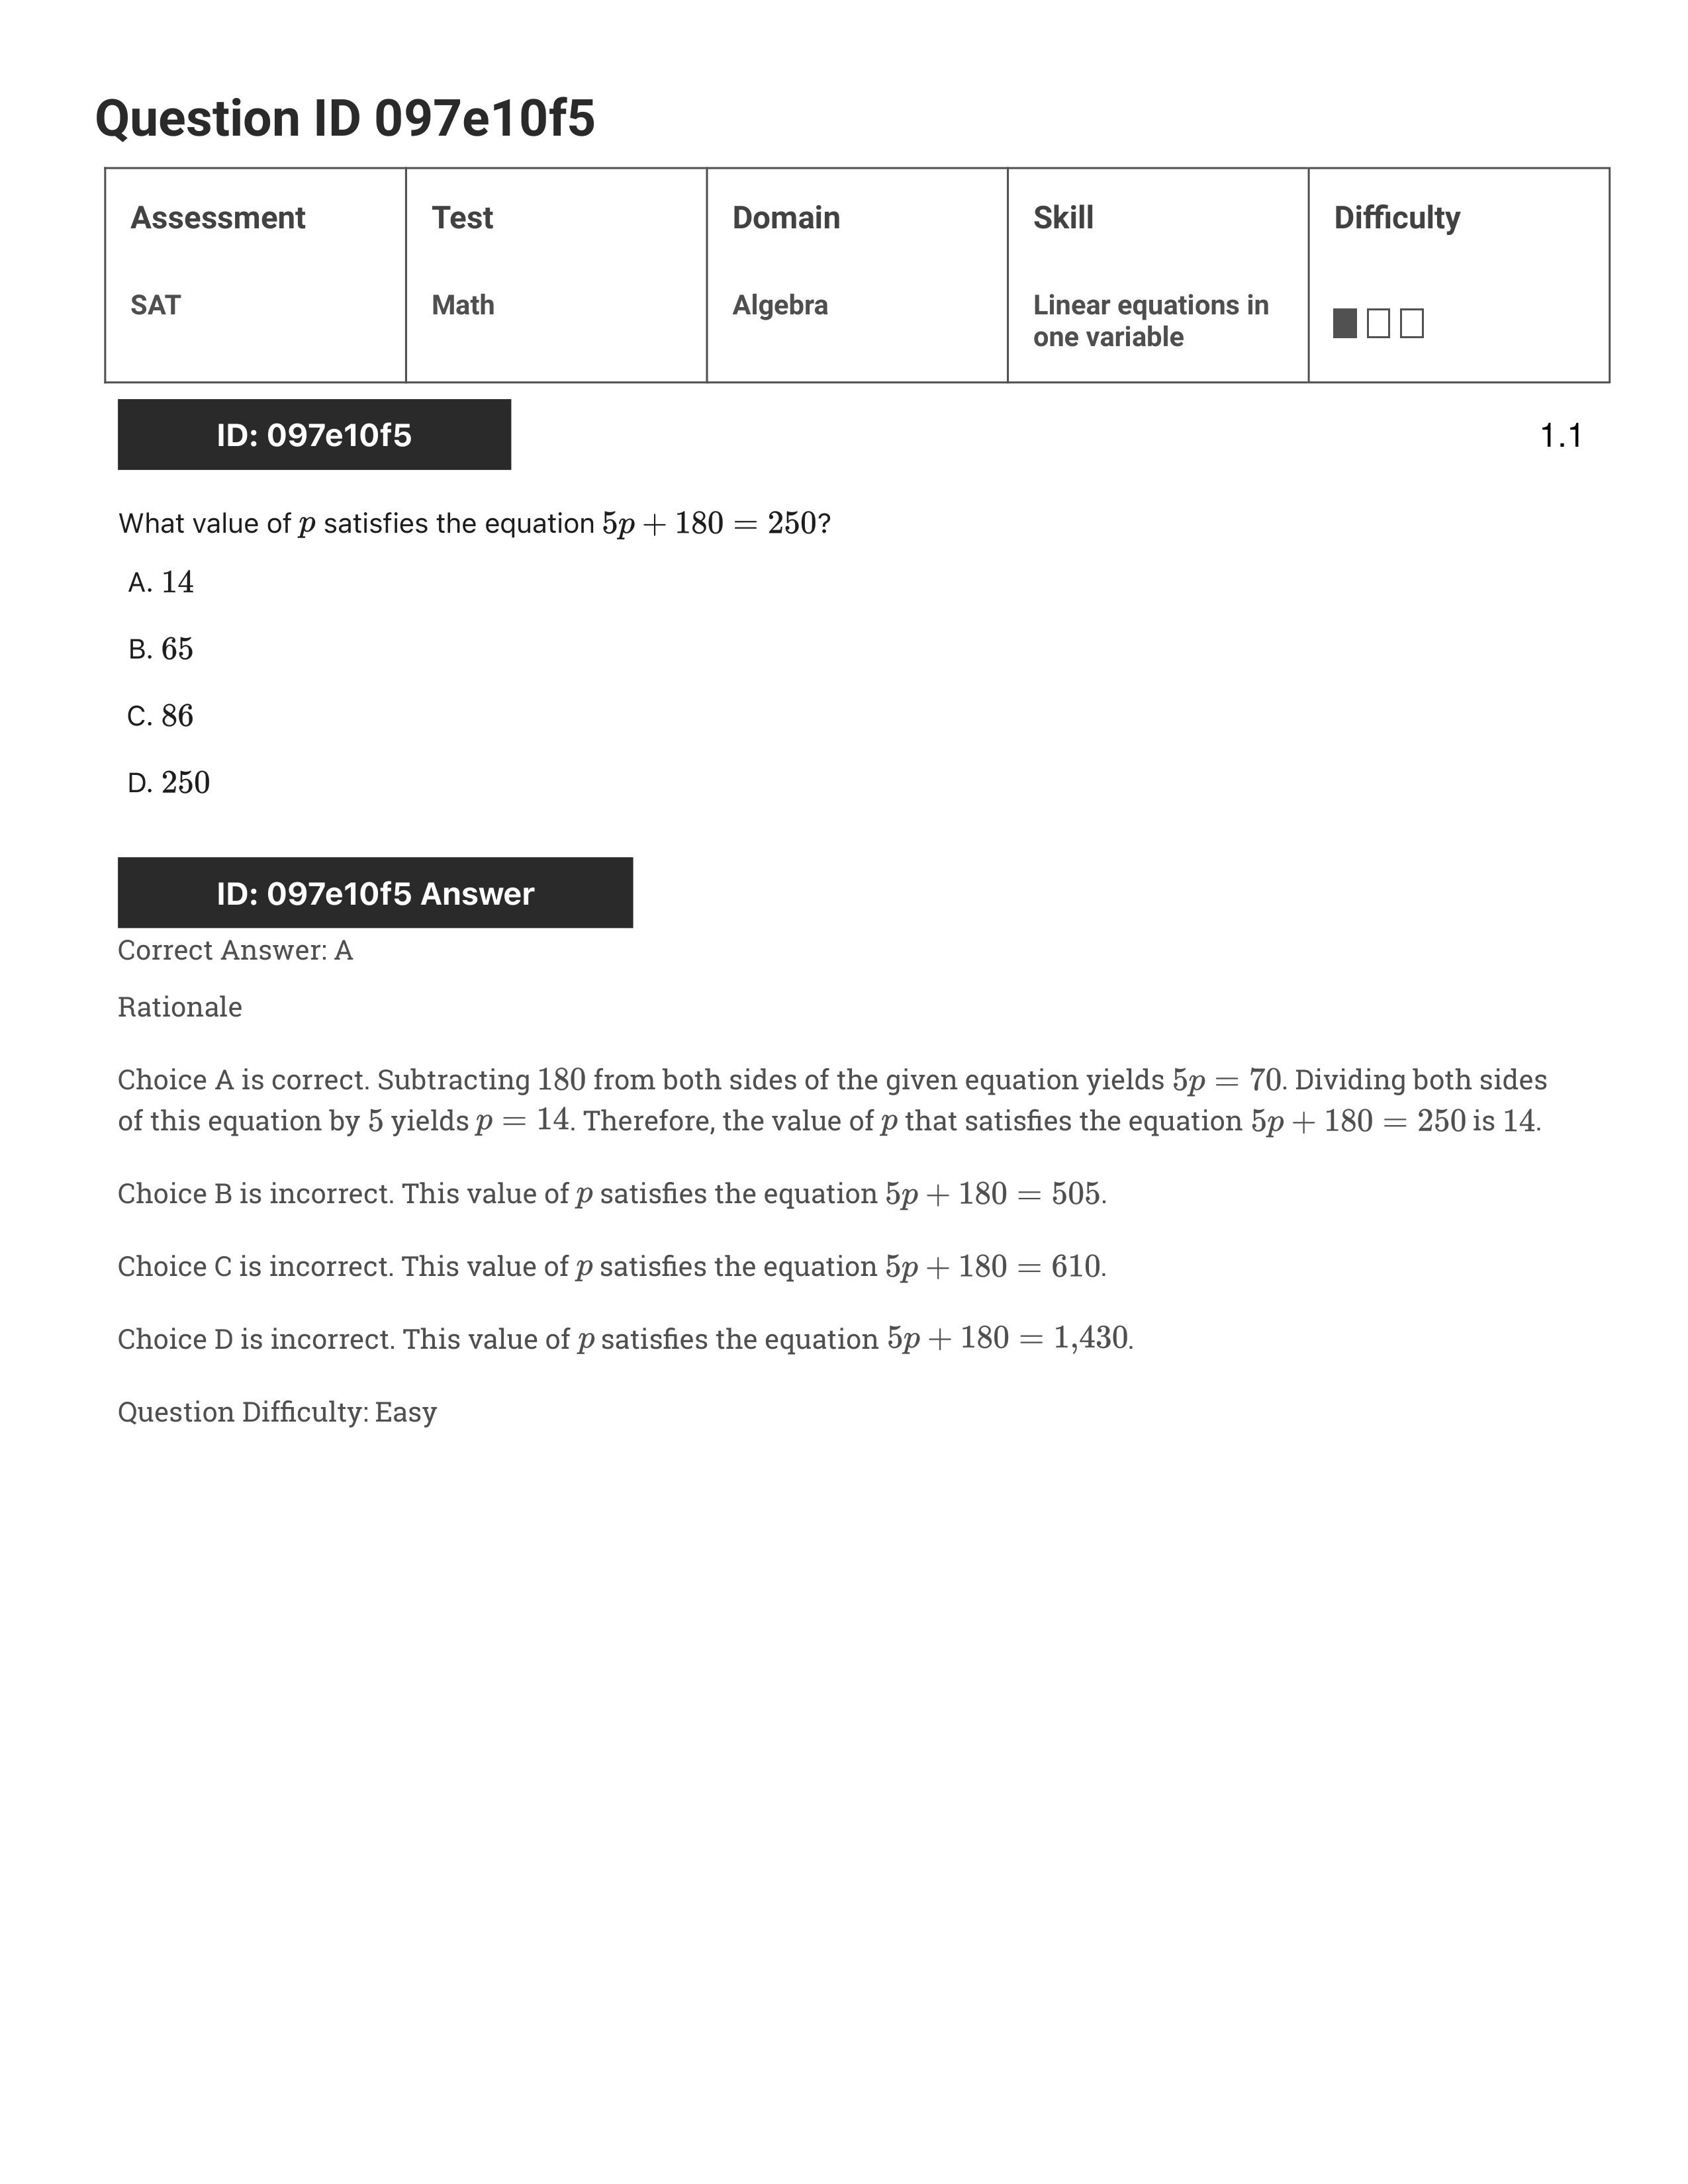 Question ID 097e10f5
Assessment Test Domain Skill Difficulty
SAT Math Algebra Linear equations in
one variable
ID: 097e10f5 1.1
What value of p satisfies the equation 5p + 180 = 250?
A. 14
B. 65
C. 86
D. 250
ID: 097e10f5 Answer
Correct Answer: A
Rationale
Choice A is correct. Subtracting 180 from both sides of the given equation yields 5p = 70. Dividing both sides
of this equation by 5 yields p = 14. Therefore, the value of p that satisfies the equation 5p + 180 = 250 is 14.
Choice B is incorrect. This value of p satisfies the equation 5p + 180 = 505.
Choice C is incorrect. This value of p satisfies the equation 5p + 180 = 610.
Choice D is incorrect. This value of p satisfies the equation 5p + 180 = 1,430.
Question Difficulty: Easy